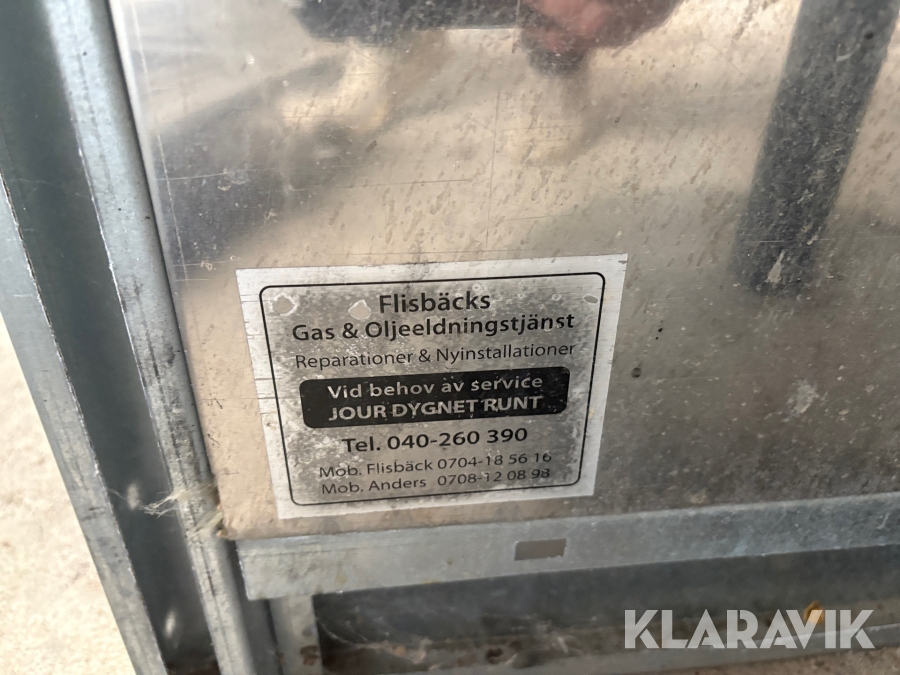 Flisbäcks
Gas & Oljeeldningstjänst
Reparationer & Nyinstallationer
Vid behov av service
JOUR DYGNET RUNT
Tel. 040-260 390
Mob. Flisbäck 0704-18 56 16
Mob. Anders 0708-12 08 98
KLARAVIK